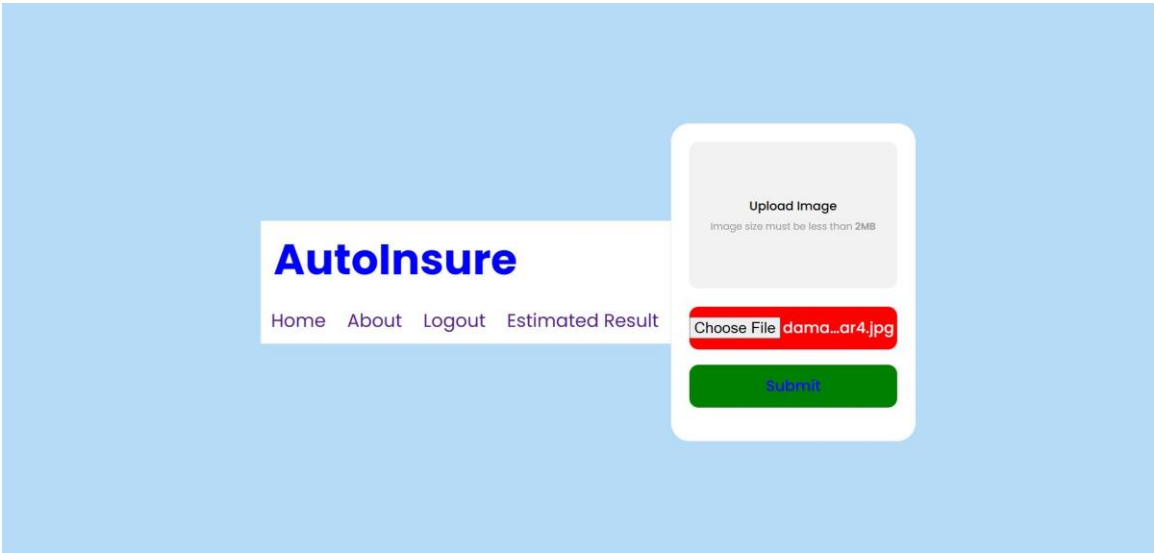 AutoInsure
Home About Logout Estimated Result
Upload Image
Image size must be less than 2MB
Choose File dama...ar4.jpg
Submit